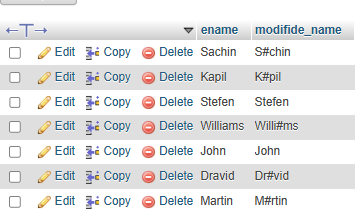 ename modifide_name
Edit Copy Delete Sachin S#chin
Edit Copy Delete Kapil K#pil
Edit Copy Delete Stefen Stefen
Edit Copy Delete Williams Willi#ms
Edit Copy Delete John John
Edit Copy Delete Dravid Dr#vid
Edit Copy Delete Martin M#rtin